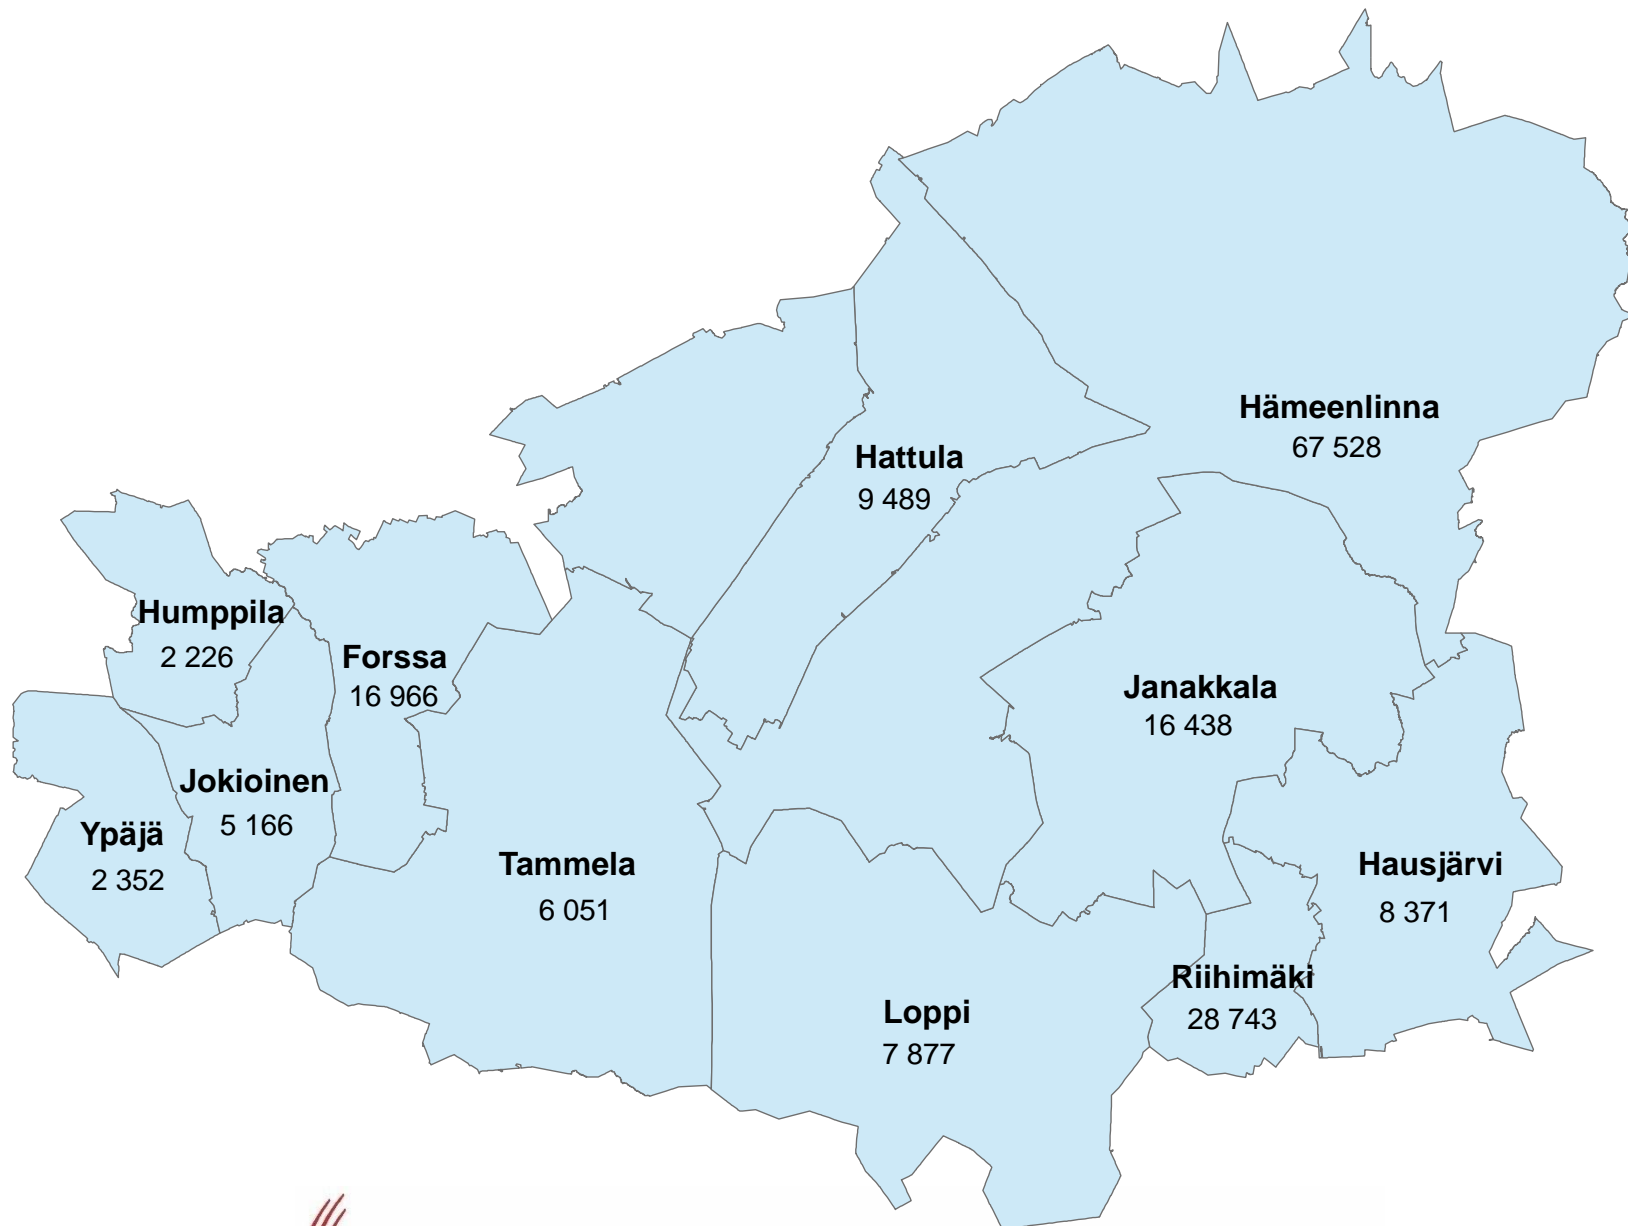 Hämeenlinna
67 528
Hattula
9 489
Humppila
2 226
Forssa
16 966
Janakkala
16 438
Jokioinen
5 166
Ypäjä
2 352
Tammela
6 051
Hausjärvi
8 371
Riihimäki
28 743
Loppi
7 877